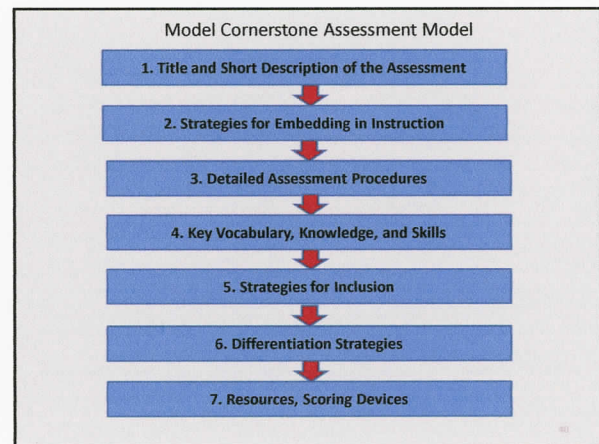 Model Cornerstone Assessment Model
1. Title and Short Description of the Assessment
2. Strategies for Embedding in Instruction
3. Detailed Assessment Procedures
4. Key Vocabulary, Knowledge, and Skills
5. Strategies for Inclusion
6. Differentiation Strategies
7. Resources, Scoring Devices